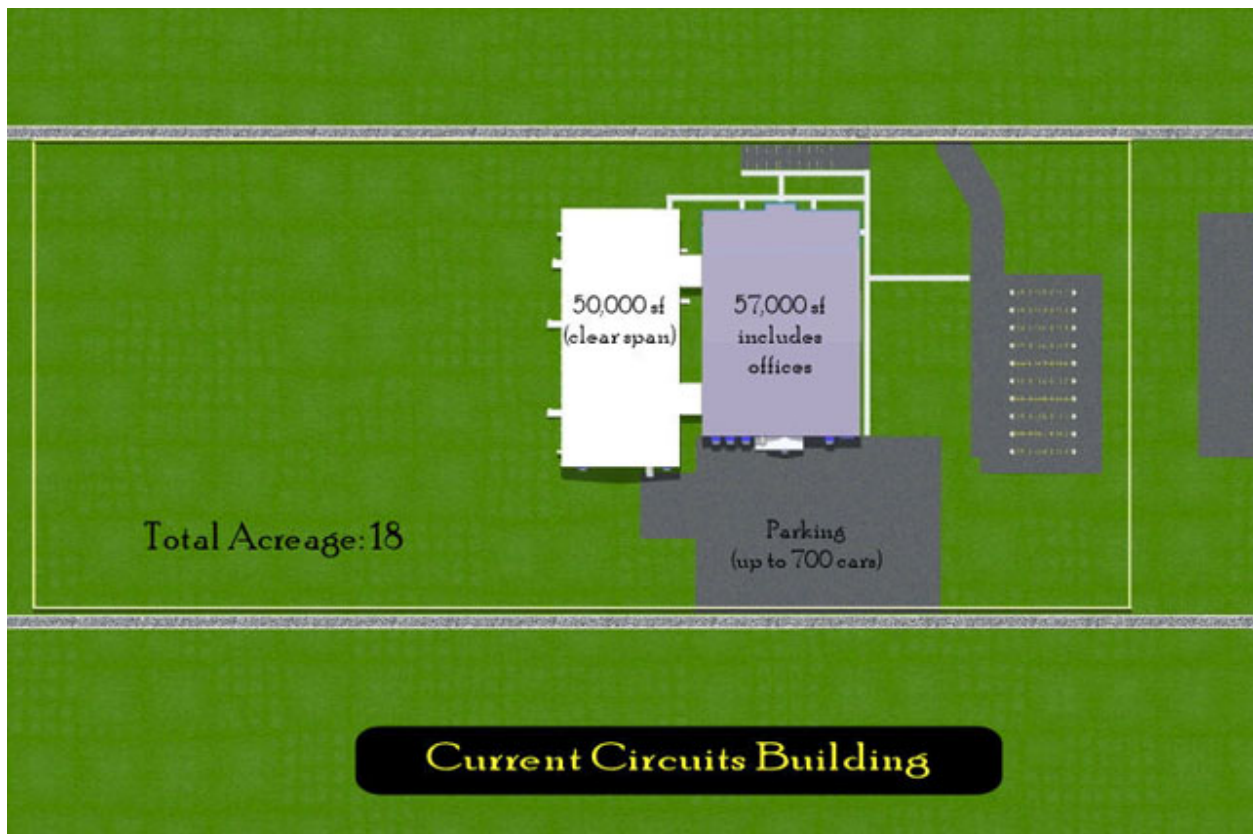 50,000 sf
(clear span)
57,000 sf
includes
offices
Total Acreage: 18
Parking
(up to 700 cars)
Current Circuits Building